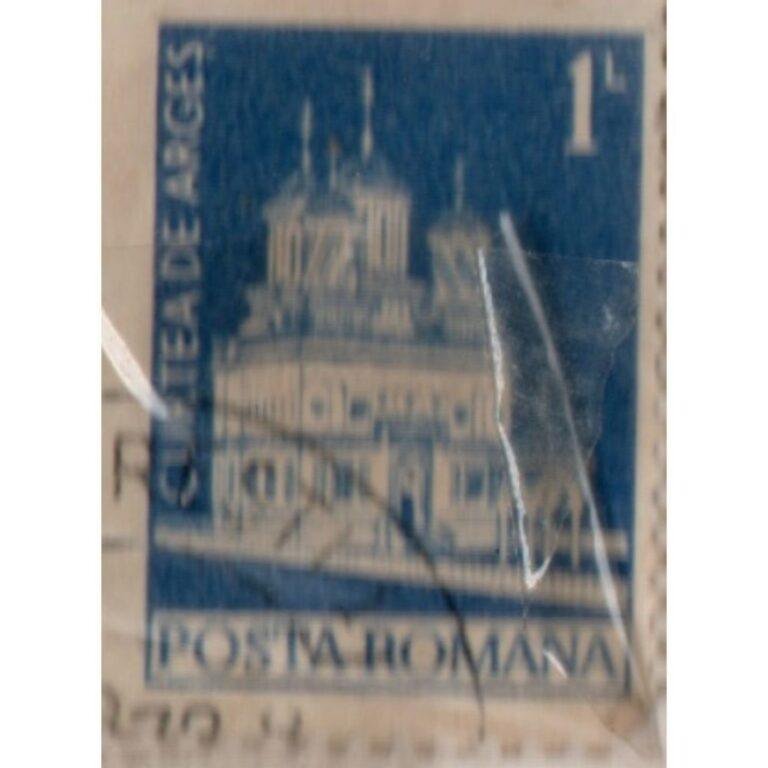 1L
CURTEA DE ARGES
R
POSTA ROMANA